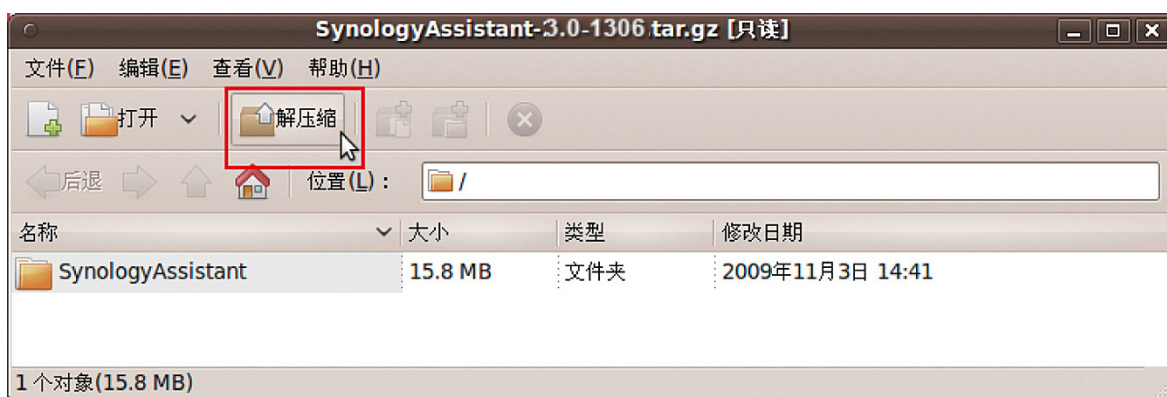 SynologyAssistant-3.0-1306.tar.gz [只读]
文件(F) 编辑(E) 查看(V) 帮助(H)
打开 解压缩
后退 位置(L)： /
名称 大小 类型 修改日期
SynologyAssistant 15.8 MB 文件夹 2009年11月3日 14:41
1个对象(15.8 MB)